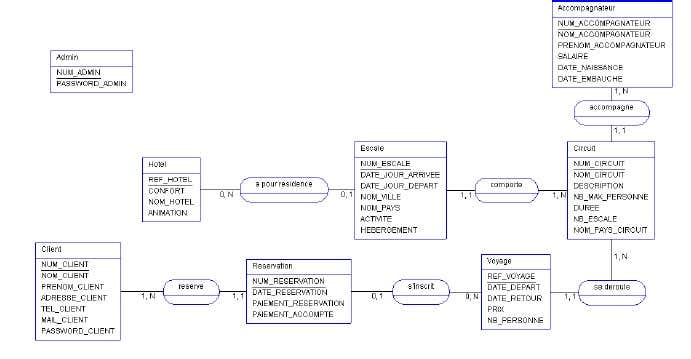 Accompagnateur
NUM_ACCOMPAGNATEUR
NOM_ACCOMPAGNATEUR
PRENOM_ACCOMPAGNATEUR
SALAIRE
DATE_NAISSANCE
DATE_EMBAUCHE
Admin
NUM_ADMIN
PASSWORD_ADMIN
1, N
accompagne
1, 1
Hotel
REF_HOTEL
CONFORT
NOM_HOTEL
ANIMATION
0, N
a pour residence
0, 1
Escale
NUM_ESCALE
DATE_JOUR_ARRIVEE
DATE_JOUR_DEPART
NOM_VILLE
NOM_PAYS
ACTIVITE
HEBERGEMENT
1, 1
comporte
1, N
Circuit
NUM_CIRCUIT
NOM_CIRCUIT
DESCRIPTION
NB_MAX_PERSONNE
DUREE
NB_ESCALE
NOM_PAYS_CIRCUIT
1, N
Client
NUM_CLIENT
NOM_CLIENT
PRENOM_CLIENT
ADRESSE_CLIENT
TEL_CLIENT
MAIL_CLIENT
PASSWORD_CLIENT
1, N
reserve
1, 1
Reservation
NUM_RESERVATION
DATE_RESERVATION
PAIEMENT_RESERVATION
PAIEMENT_ACCOMPTE
0, 1
s'inscrit
0, N
Voyage
REF_VOYAGE
DATE_DEPART
DATE_RETOUR
PRIX
NB_PERSONNE
1, 1
se deroule